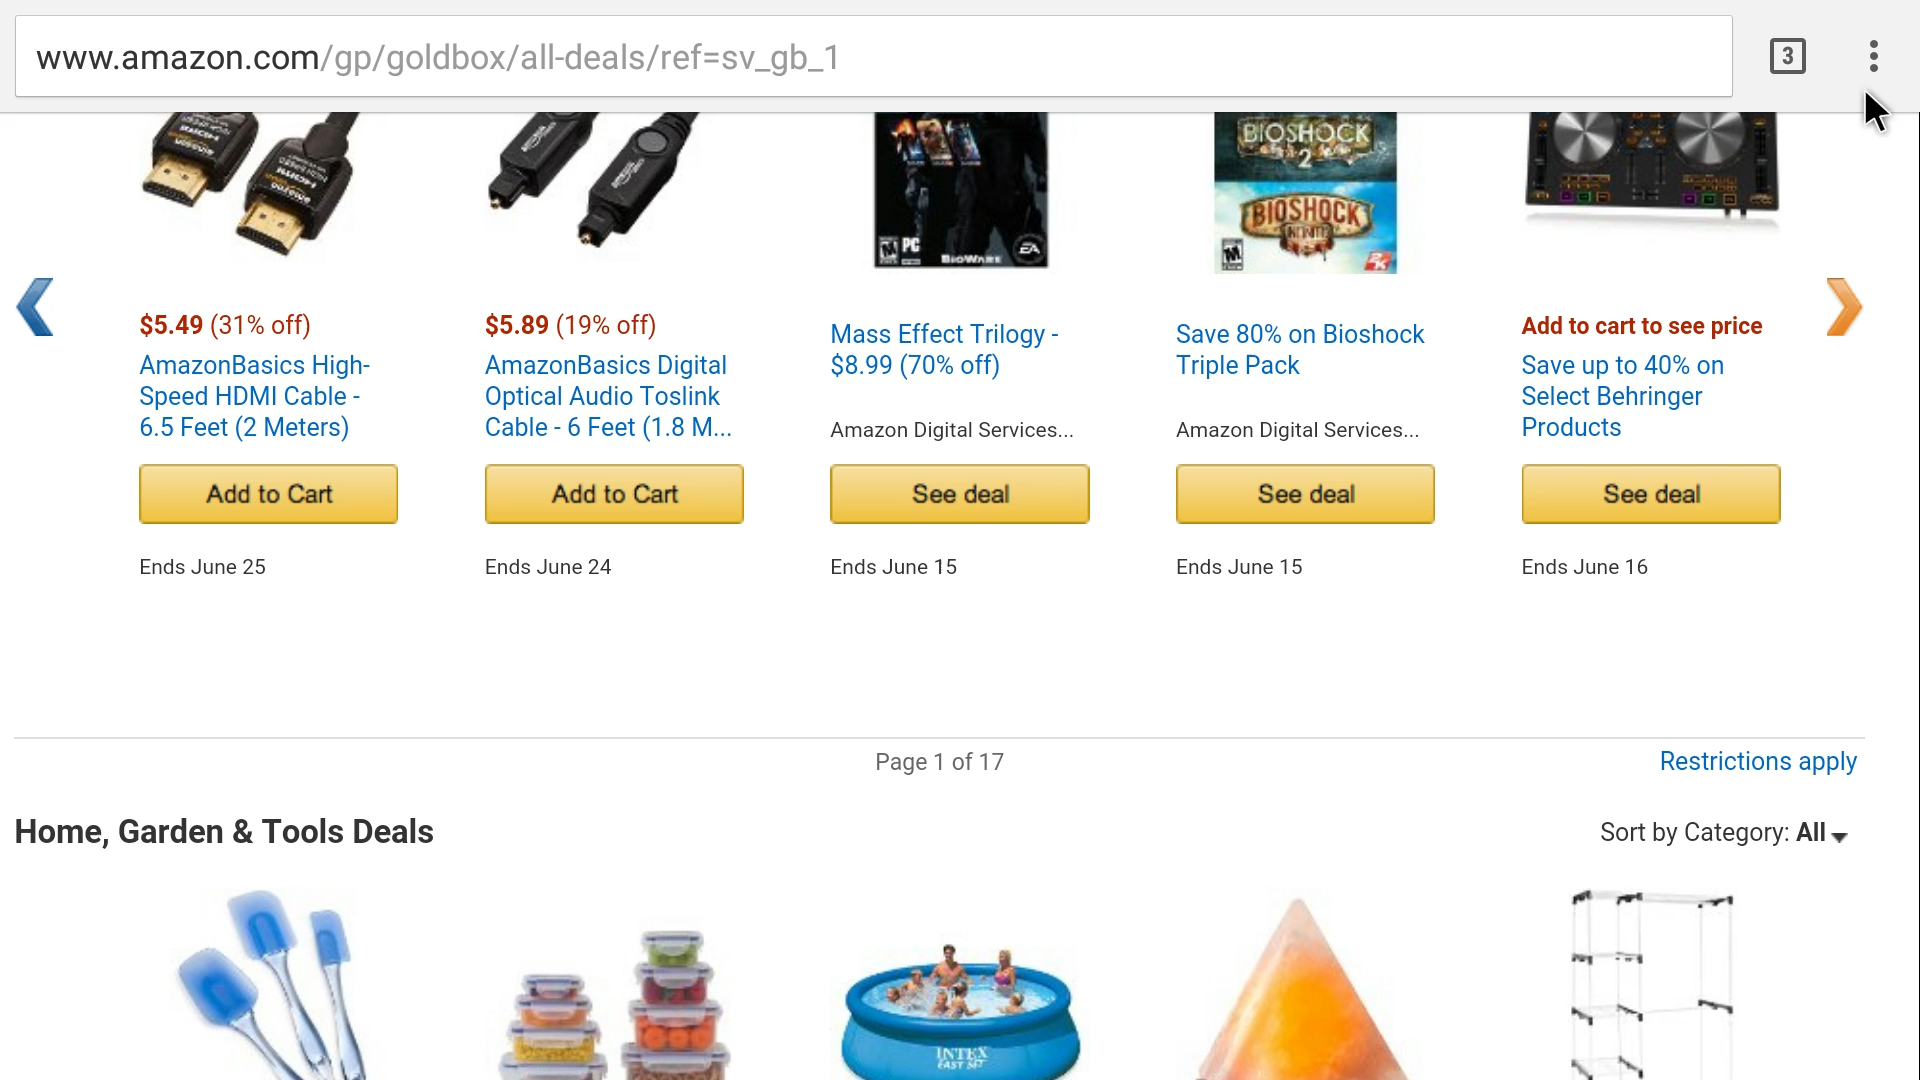 www.amazon.com/gp/goldbox/all-deals/ref=sv_gb_1
3
BIOSHOCK
2
BIOSHOCK
INFINITE
PC
BIOWARE
EA
M
M
2K
$5.49 (31% off)
AmazonBasics High-
Speed HDMI Cable -
6.5 Feet (2 Meters)
Add to Cart
Ends June 25
$5.89 (19% off)
AmazonBasics Digital
Optical Audio Toslink
Cable - 6 Feet (1.8 M...
Add to Cart
Ends June 24
Mass Effect Trilogy -
$8.99 (70% off)
Amazon Digital Services...
See deal
Ends June 15
Save 80% on Bioshock
Triple Pack
Amazon Digital Services...
See deal
Ends June 15
Add to cart to see price
Save up to 40% on
Select Behringer
Products
See deal
Ends June 16
Page 1 of 17
Restrictions apply
Home, Garden & Tools Deals
Sort by Category: All
INTEX
EASY SET